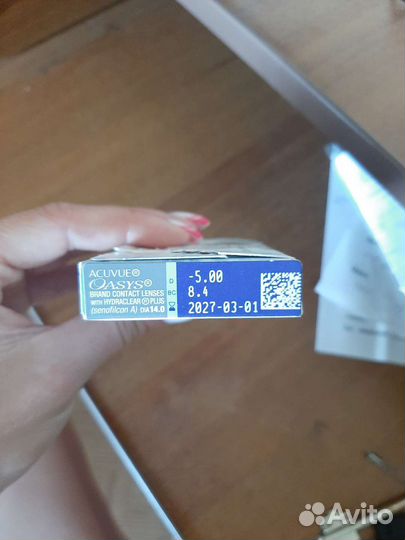 ACUVUE®
OASYS®
BRAND CONTACT LENSES
WITH HYDRACLEAR® PLUS
(senofilcon A) DIA 14.0
D -5.00
BC 8.4
2027-03-01
Avito